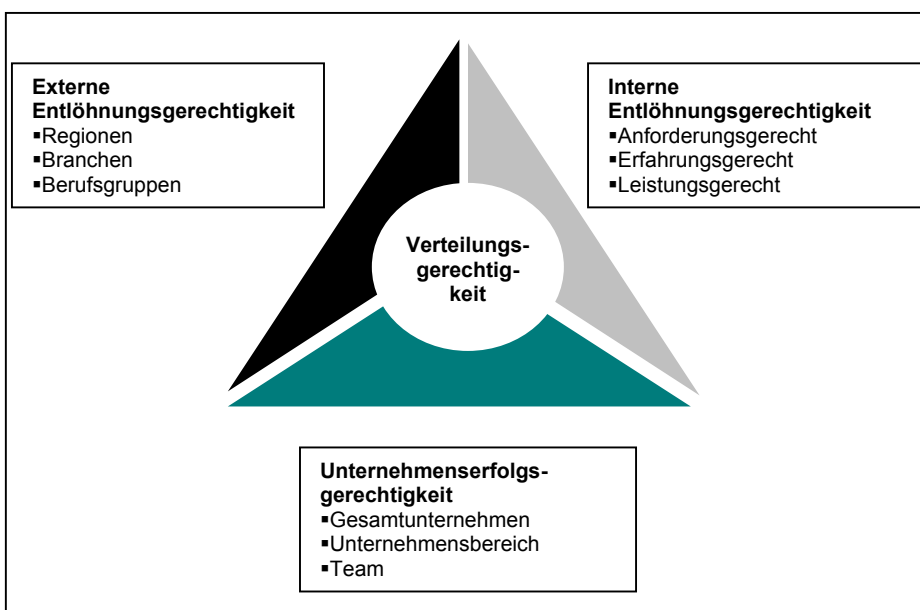 Externe
Entlöhnungsgerechtigkeit
▪Regionen
▪Branchen
▪Berufsgruppen
Interne
Entlöhnungsgerechtigkeit
▪Anforderungsgerecht
▪Erfahrungsgerecht
▪Leistungsgerecht
Verteilungs-
gerechtig-
keit
Unternehmenserfolgs-
gerechtigkeit
▪Gesamtunternehmen
▪Unternehmensbereich
▪Team